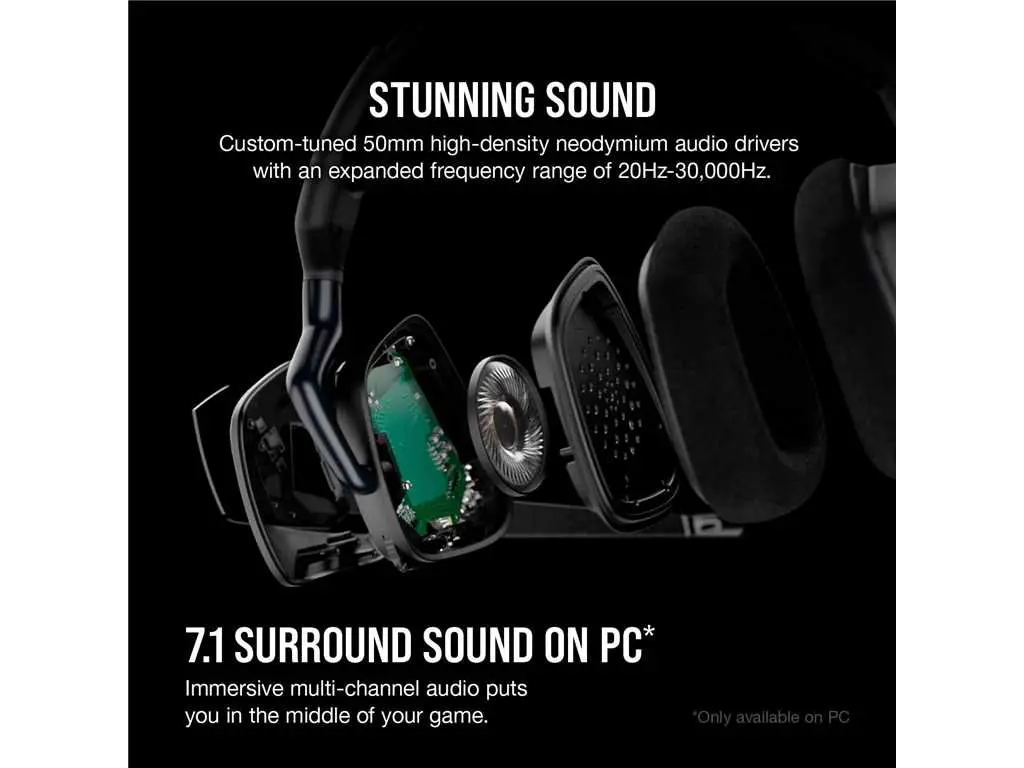 STUNNING SOUND
Custom-tuned 50mm high-density neodymium audio drivers
with an expanded frequency range of 20Hz-30,000Hz.
7.1 SURROUND SOUND ON PC*
Immersive multi-channel audio puts
you in the middle of your game.
*Only available on PC